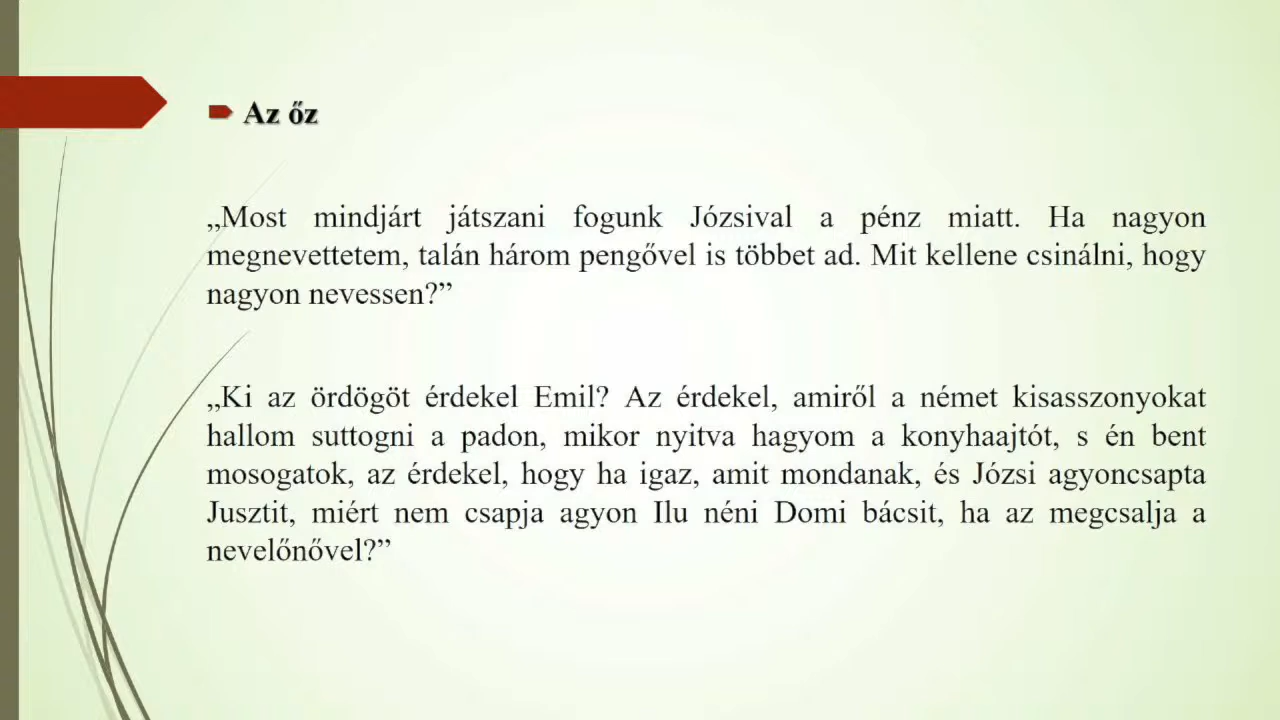 Az őz
„Most mindjárt játszani fogunk Józsival a pénz miatt. Ha nagyon
megnevettetem, talán három pengővel is többet ad. Mit kellene csinálni, hogy
nagyon nevessen?”
„Ki az ördögöt érdekel Emil? Az érdekel, amiről a német kisasszonyokat
hallom suttogni a padon, mikor nyitva hagyom a konyhaajtót, s én bent
mosogatok, az érdekel, hogy ha igaz, amit mondanak, és Józsi agyoncsapta
Jusztit, miért nem csapja agyon Ilu néni Domi bácsit, ha az megcsalja a
nevelőnővel?”